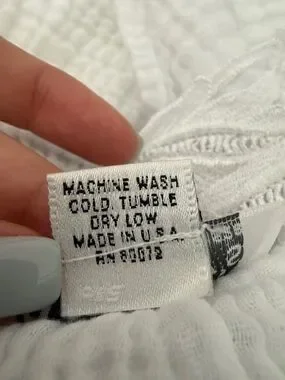 MACHINE WASH
COLD. TUMBLE
DRY LOW
MADE IN U.S.A.
RN 80072